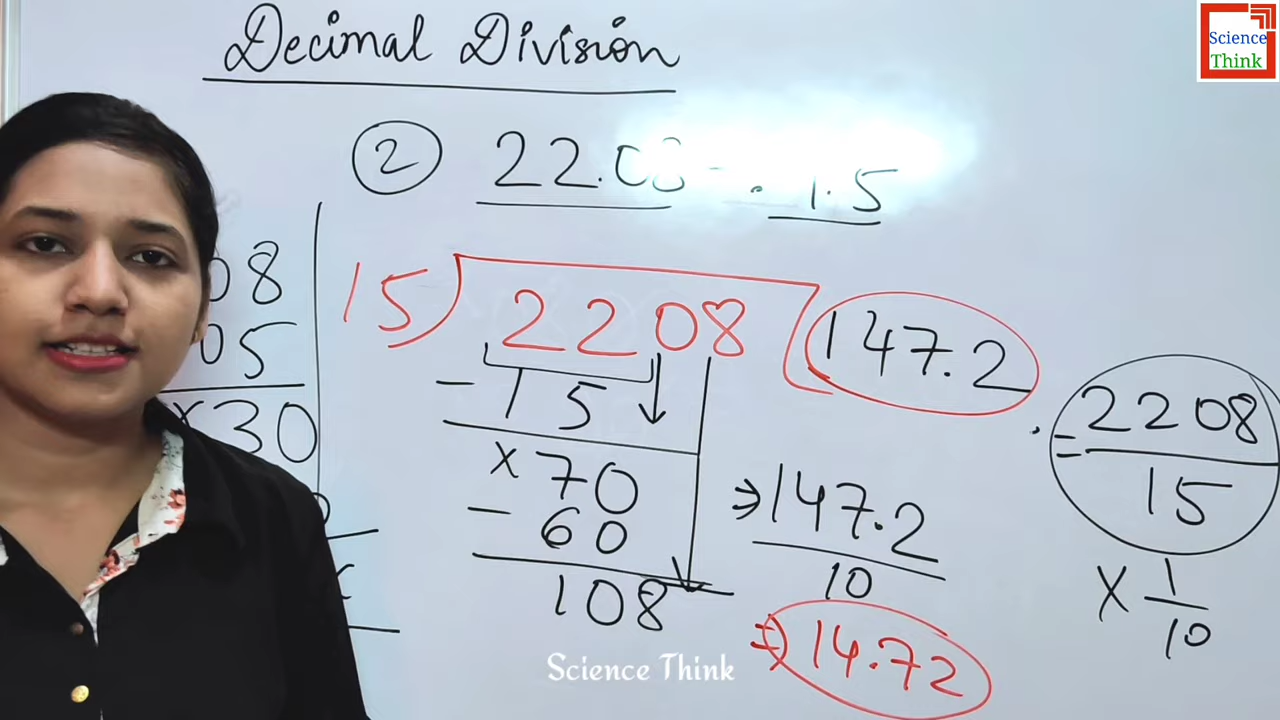 Decimal Division
Science
Think
② 22.08 ÷ 1.5
08
05
×30
15) 2208 (147.2
- 15
×70
- 60
108
= 2208
15
× 1
10
⇒ 147.2
10
⇒ 14.72
Science Think